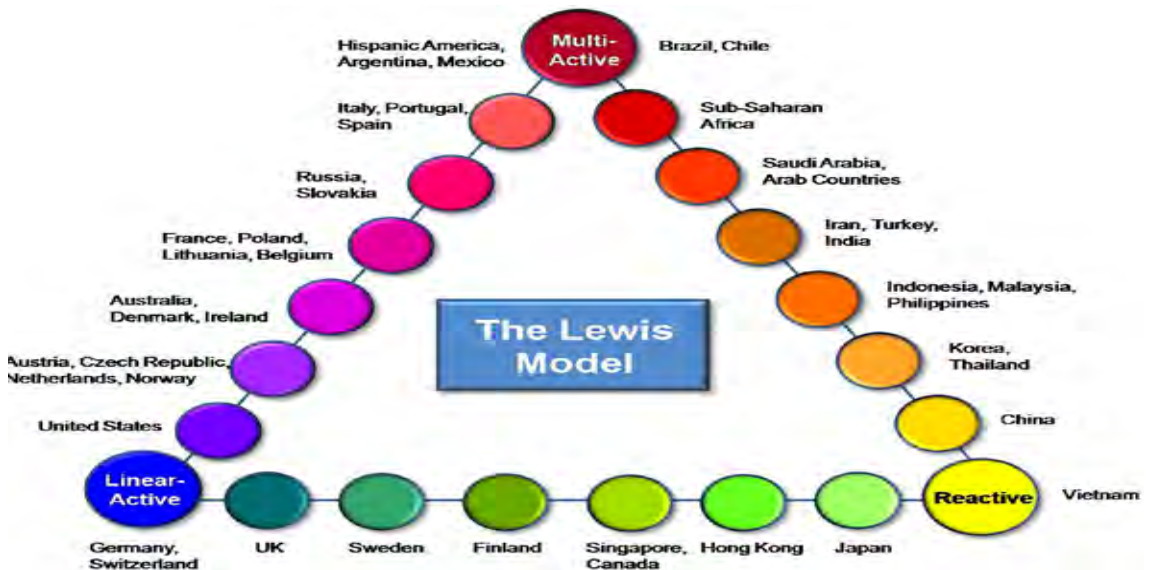 Hispanic America,
Argentina, Mexico
Multi-
Active
Brazil, Chile
Italy, Portugal,
Spain
Sub-Saharan
Africa
Russia,
Slovakia
Saudi Arabia,
Arab Countries
France, Poland,
Lithuania, Belgium
Iran, Turkey,
India
Australia,
Denmark, Ireland
Indonesia, Malaysia,
Philippines
The Lewis
Model
Austria, Czech Republic,
Netherlands, Norway
Korea,
Thailand
United States
China
Linear-
Active
Reactive
Vietnam
Germany,
Switzerland
UK
Sweden
Finland
Singapore,
Canada
Hong Kong
Japan